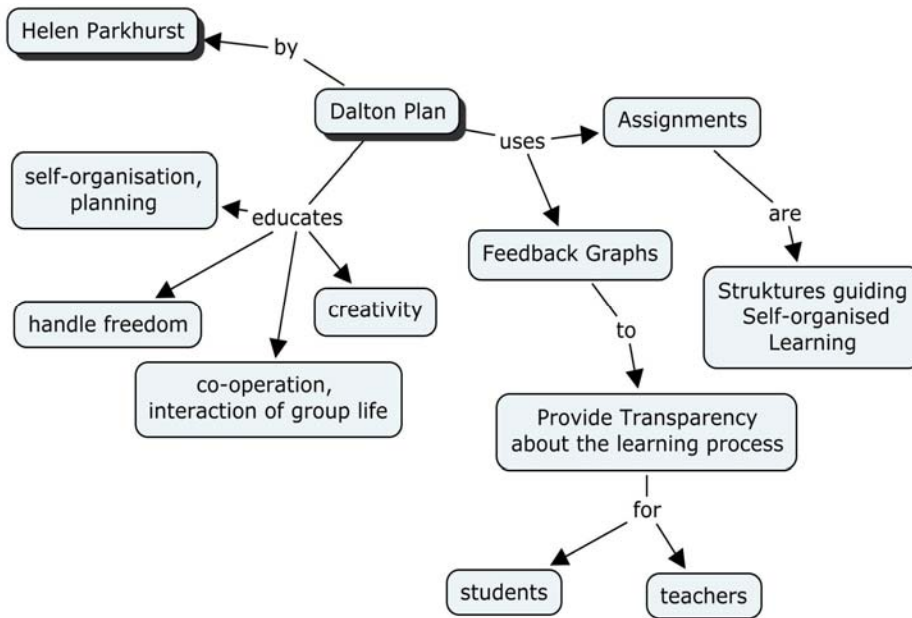 Helen Parkhurst
by
Dalton Plan
uses
Assignments
self-organisation,
planning
educates
are
Feedback Graphs
handle freedom
creativity
Struktures guiding
Self-organised
Learning
to
co-operation,
interaction of group life
Provide Transparency
about the learning process
for
students
teachers